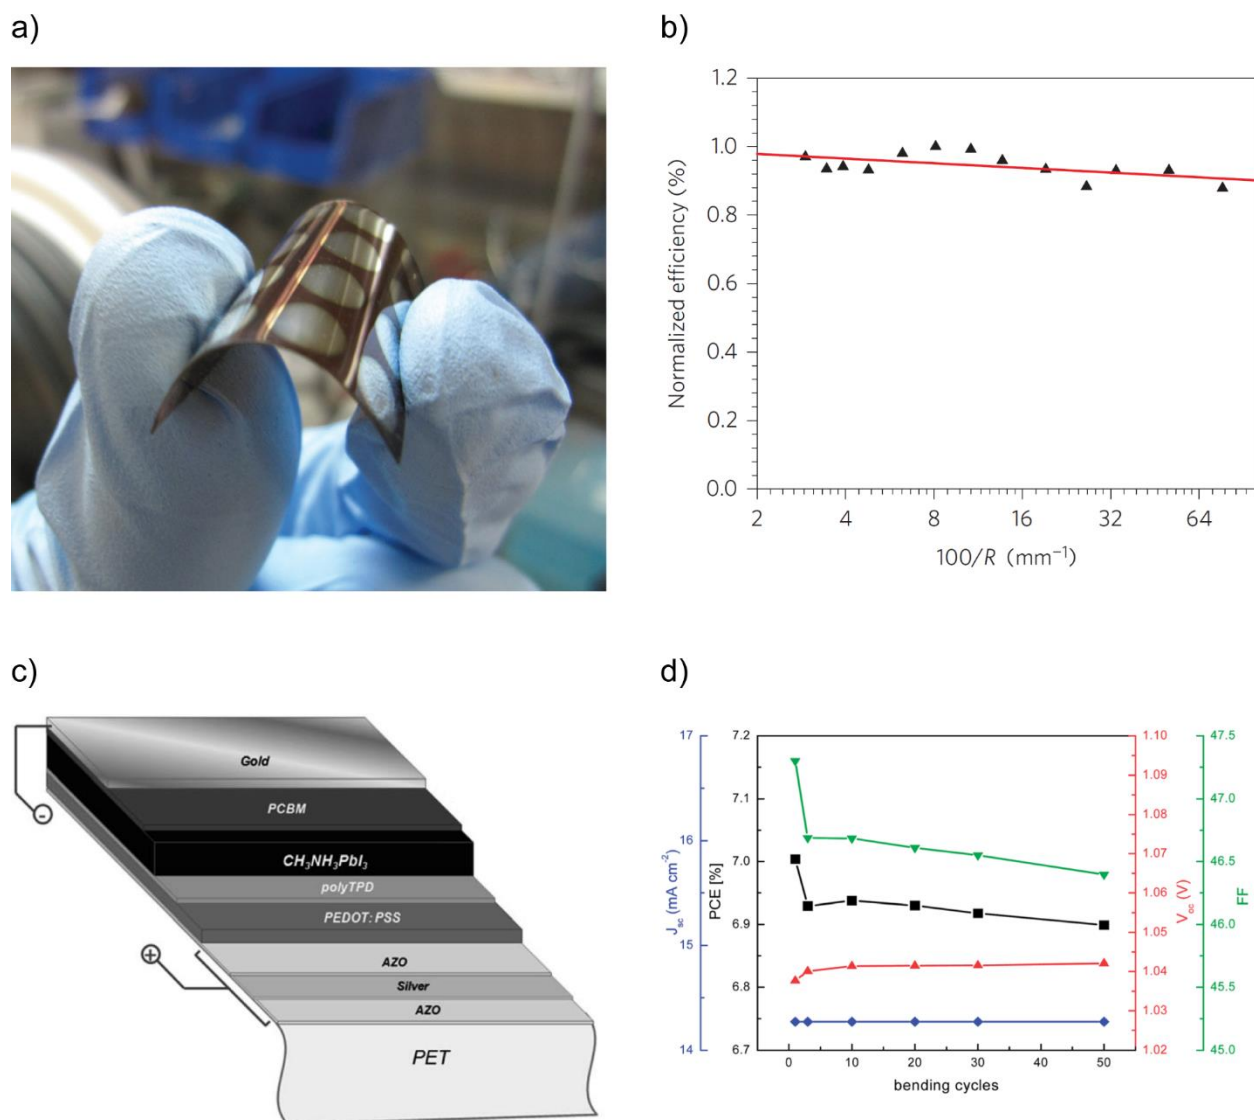 a)
b)
1.2
1.0
0.8
0.6
0.4
0.2
0.0
Normalized efficiency (%)
2 4 8 16 32 64
100/R (mm⁻¹)
c)
Gold
PCBM
CH₃NH₃PbI₃
polyTPD
PEDOT:PSS
AZO
Silver
AZO
PET
-
+
d)
17
16
15
14
J_sc (mA cm⁻²)
7.2
7.1
7.0
6.9
6.8
6.7
PCE [%]
1.10
1.09
1.08
1.07
1.06
1.05
1.04
1.03
1.02
V_oc (V)
47.5
47.0
46.5
46.0
45.5
45.0
FF
0 10 20 30 40 50
bending cycles